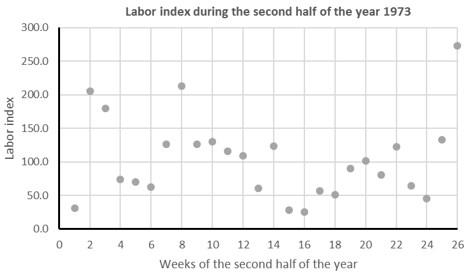 Labor index during the second half of the year 1973
300.0
250.0
200.0
150.0
100.0
50.0
0.0
Labor index
0 2 4 6 8 10 12 14 16 18 20 22 24 26
Weeks of the second half of the year